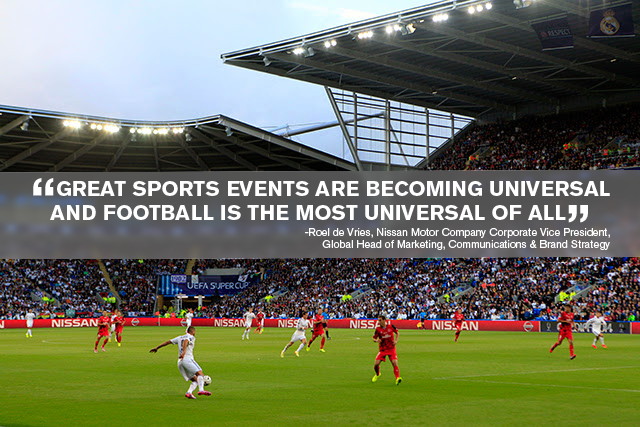 RESPECT
“GREAT SPORTS EVENTS ARE BECOMING UNIVERSAL
AND FOOTBALL IS THE MOST UNIVERSAL OF ALL”
-Roel de Vries, Nissan Motor Company Corporate Vice President,
Global Head of Marketing, Communications & Brand Strategy
UEFA SUPER CUP
NISSAN NISSAN NISSAN NISSAN